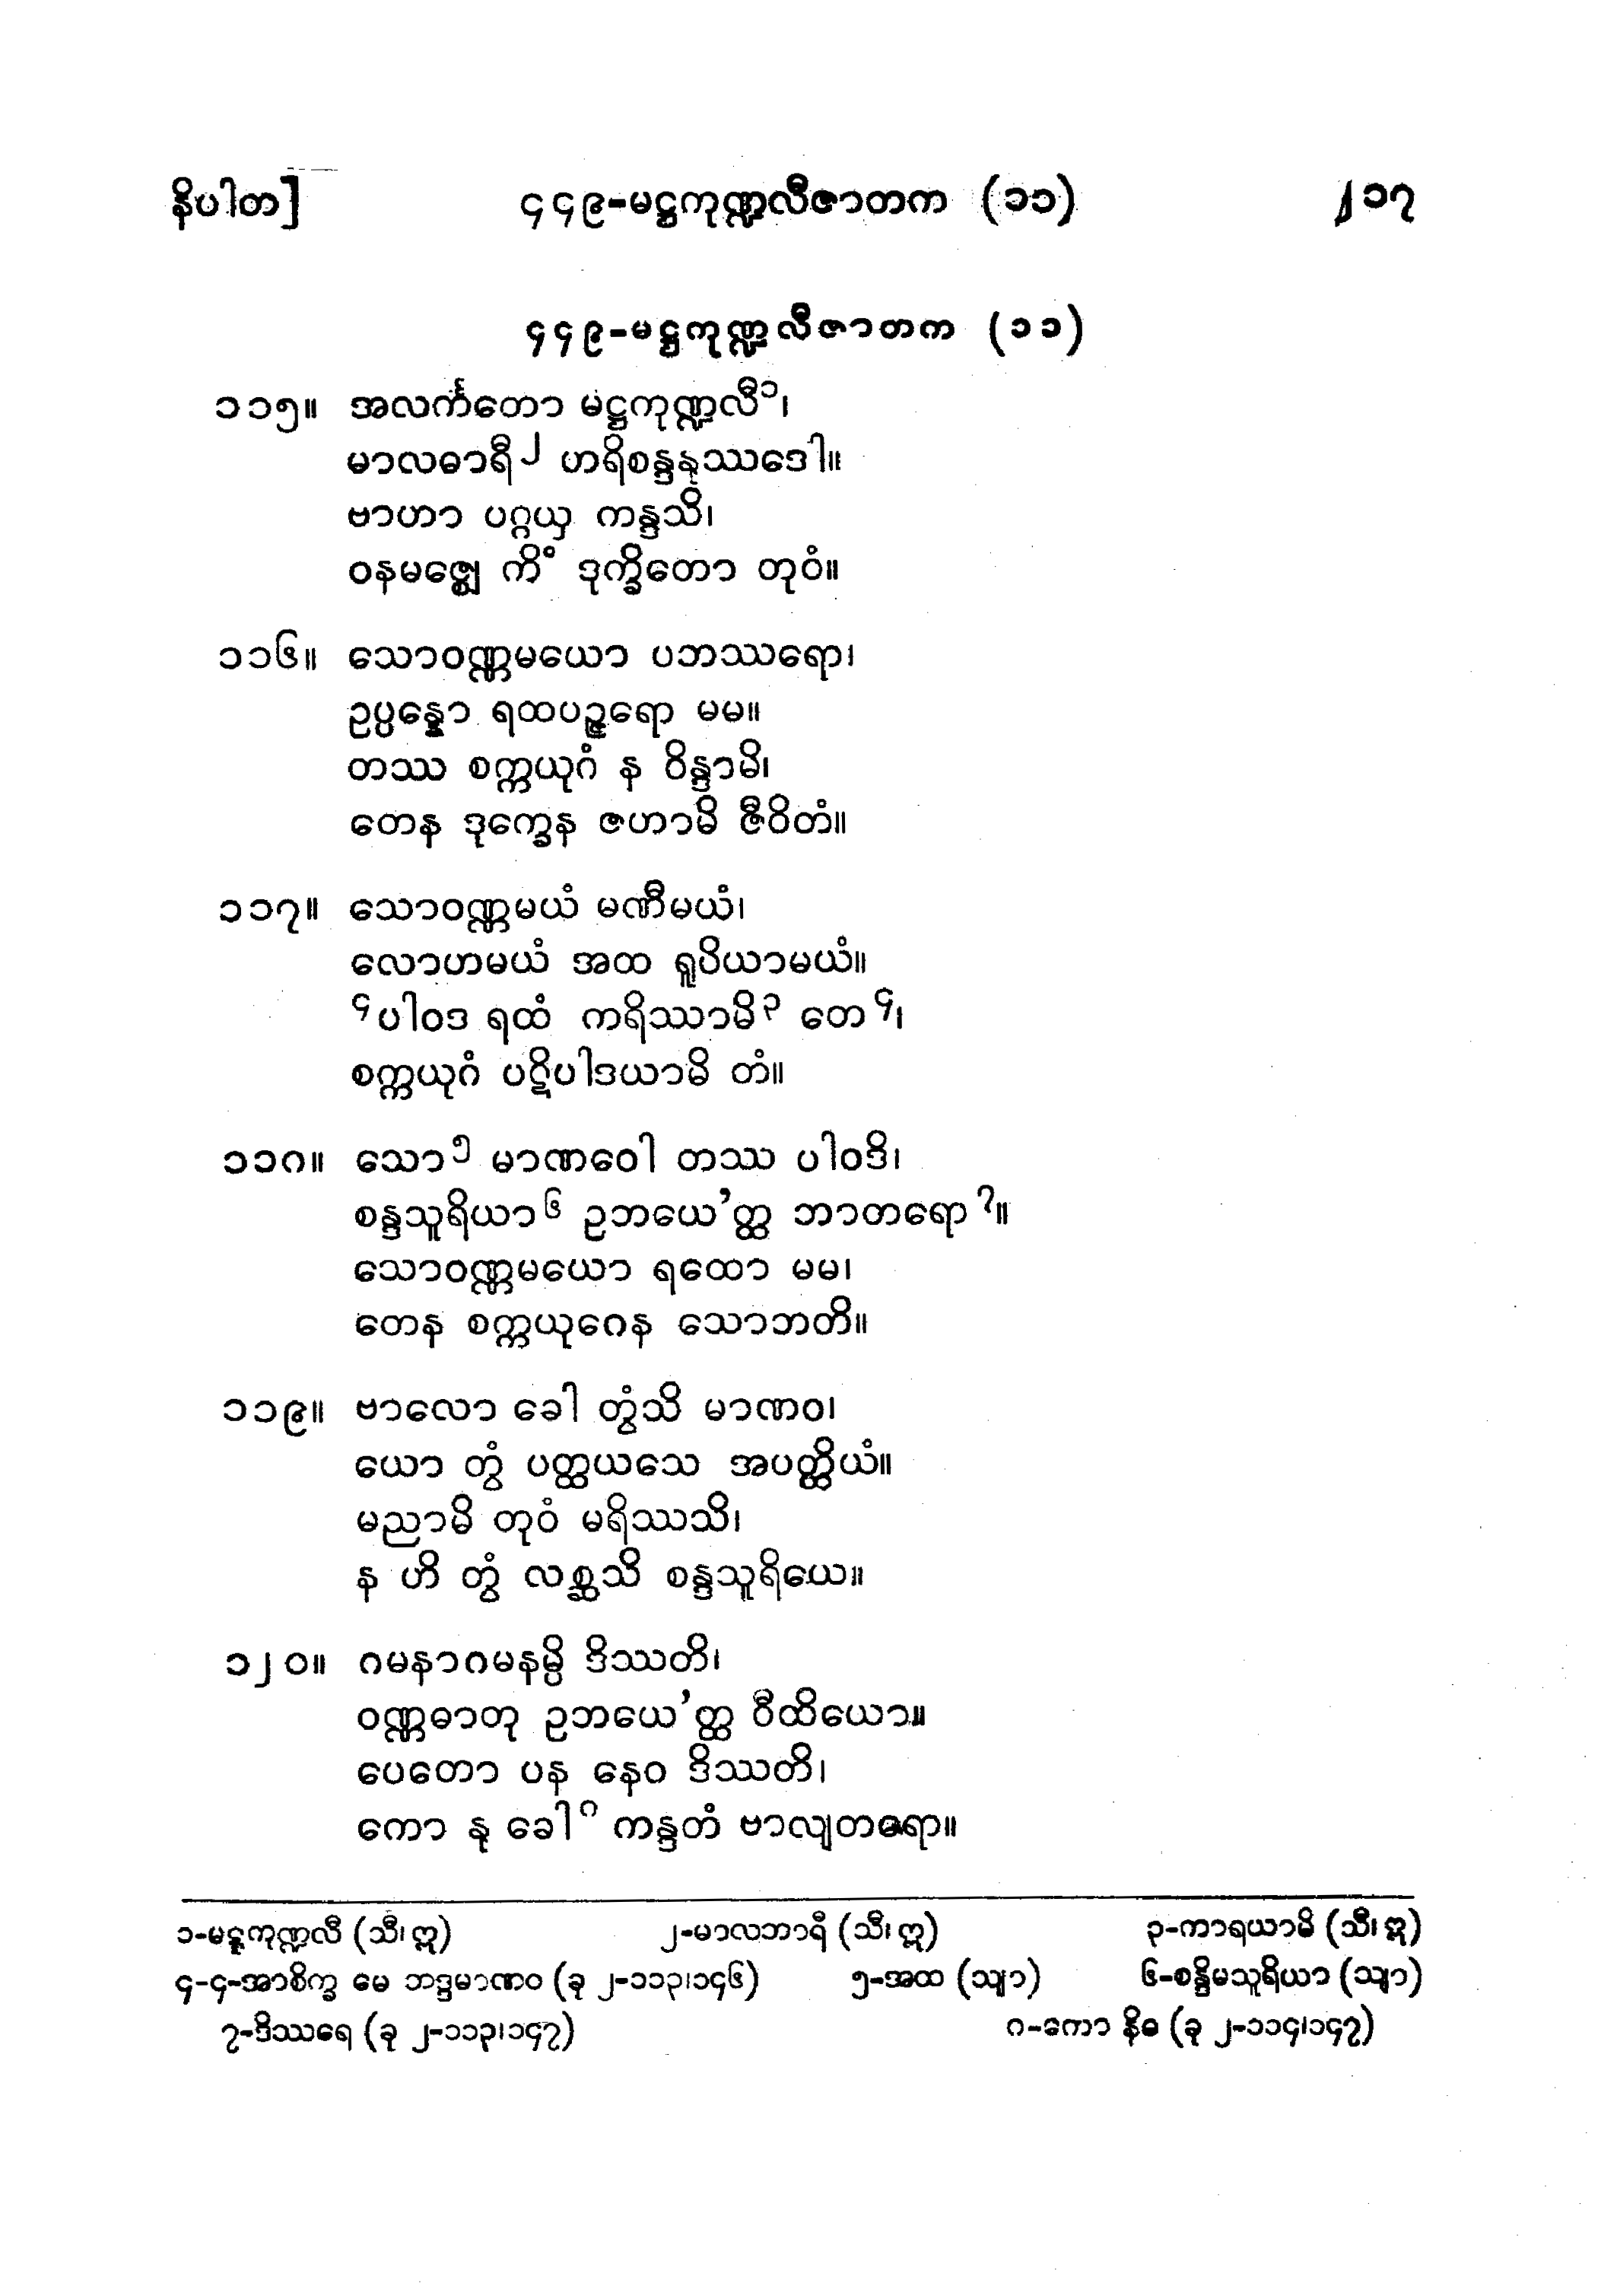 နိပါတ] ၄၄၉-မဋ္ဌကုဏ္ဍလီဇာတက (၁၁) ၂၁၇
၄၄၉-မဋ္ဌကုဏ္ဍလီဇာတက (၁၁)
၁၁၅။ အလင်္ကတော မဋ္ဌကုဏ္ဍလီ၁၊
မာလဓာရီ၂ ဟရိစန္ဒနုဿဒေါ။
ဗာဟာ ပဂ္ဂယှ ကန္ဒသိ၊
ဝနမဇ္ဈေ ကိံ ဒုက္ခိတော တုဝံ။
၁၁၆။ သောဝဏ္ဏမယော ပဘဿရော၊
ဥပ္ပန္နော ရထပဉ္ဇရော မမ။
တဿ စက္ကယုဂံ န ဝိန္ဒာမိ၊
တေန ဒုက္ခေန ဇဟာမိ ဇီဝိတံ။
၁၁၇။ သောဝဏ္ဏမယံ မဏီမယံ၊
လောဟမယံ အထ ရူပိယာမယံ။
၄ပါဝဒ ရထံ ကရိဿာမိ၃ တေ၄၊
စက္ကယုဂံ ပဋိပါဒယာမိ တံ။
၁၁၈။ သော၅ မာဏဝေါ တဿ ပါဝဒိ၊
စန္ဒသူရိယာ၆ ဥဘယေ’တ္ထ ဘာတရော၇။
သောဝဏ္ဏမယော ရထော မမ၊
တေန စက္ကယုဂေန သောဘတိ။
၁၁၉။ ဗာလော ခေါ တွံသိ မာဏဝ၊
ယော တွံ ပတ္ထယသေ အပတ္ထိယံ။
မညာမိ တုဝံ မရိဿသိ၊
န ဟိ တွံ လစ္ဆသိ စန္ဒသူရိယေ။
၁၂၀။ ဂမနာဂမနမ္ပိ ဒိဿတိ၊
ဝဏ္ဏဓာတု ဥဘယေ’တ္ထ ဝီထိယော။
ပေတော ပန နေဝ ဒိဿတိ၊
ကော နု ခေါ၈ ကန္ဒတံ ဗာလျတရော။
၁-မဋ္ဋကုဏ္ဍလီ (သီ၊ ဣ) ၂-မာလဘာရီ (သီ၊ ဣ) ၃-ကာရယာမိ (သီ၊ ဣ)
၄-၄-အာစိက္ခ မေ ဘဒ္ဒမာဏဝ (ခု ၂-၁၁၃၊၁၄၆) ၅-အထ (သျာ) ၆-စန္ဒိမသူရိယာ (သျာ)
၇-ဒိဿရေ (ခု ၂-၁၁၃၊၁၄၇) ၈-ကော နိဓ (ခု ၂-၁၁၄၊၁၄၇)